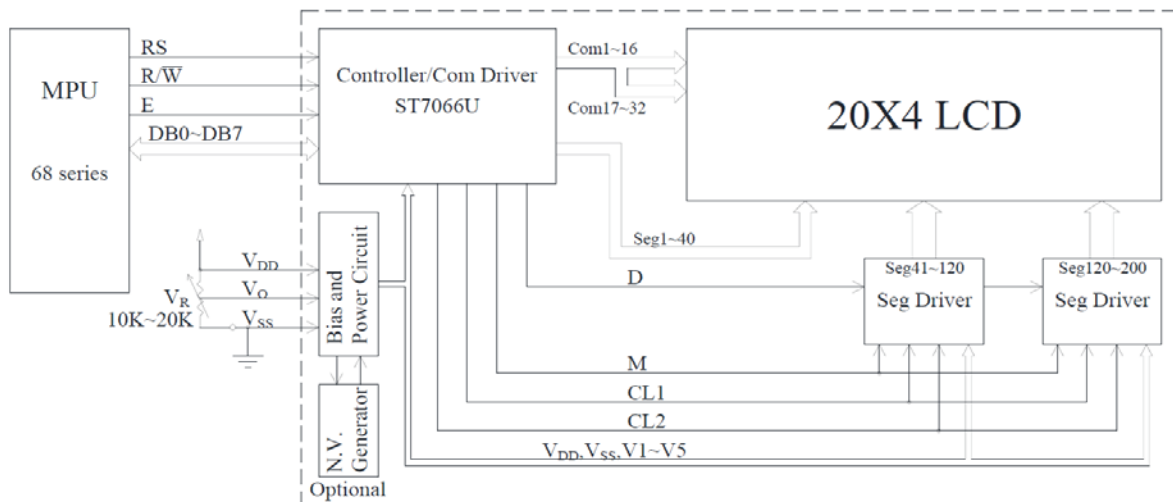 MPU
68 series
RS
R/W̅
E
DB0~DB7
Controller/Com Driver
ST7066U
Com1~16
Com17~32
20X4 LCD
Seg1~40
V_DD
V_O
V_SS
V_R
10K~20K
Bias and
Power Circuit
N.V.
Generator
Optional
D
Seg41~120
Seg Driver
Seg120~200
Seg Driver
M
CL1
CL2
V_DD,V_SS,V1~V5